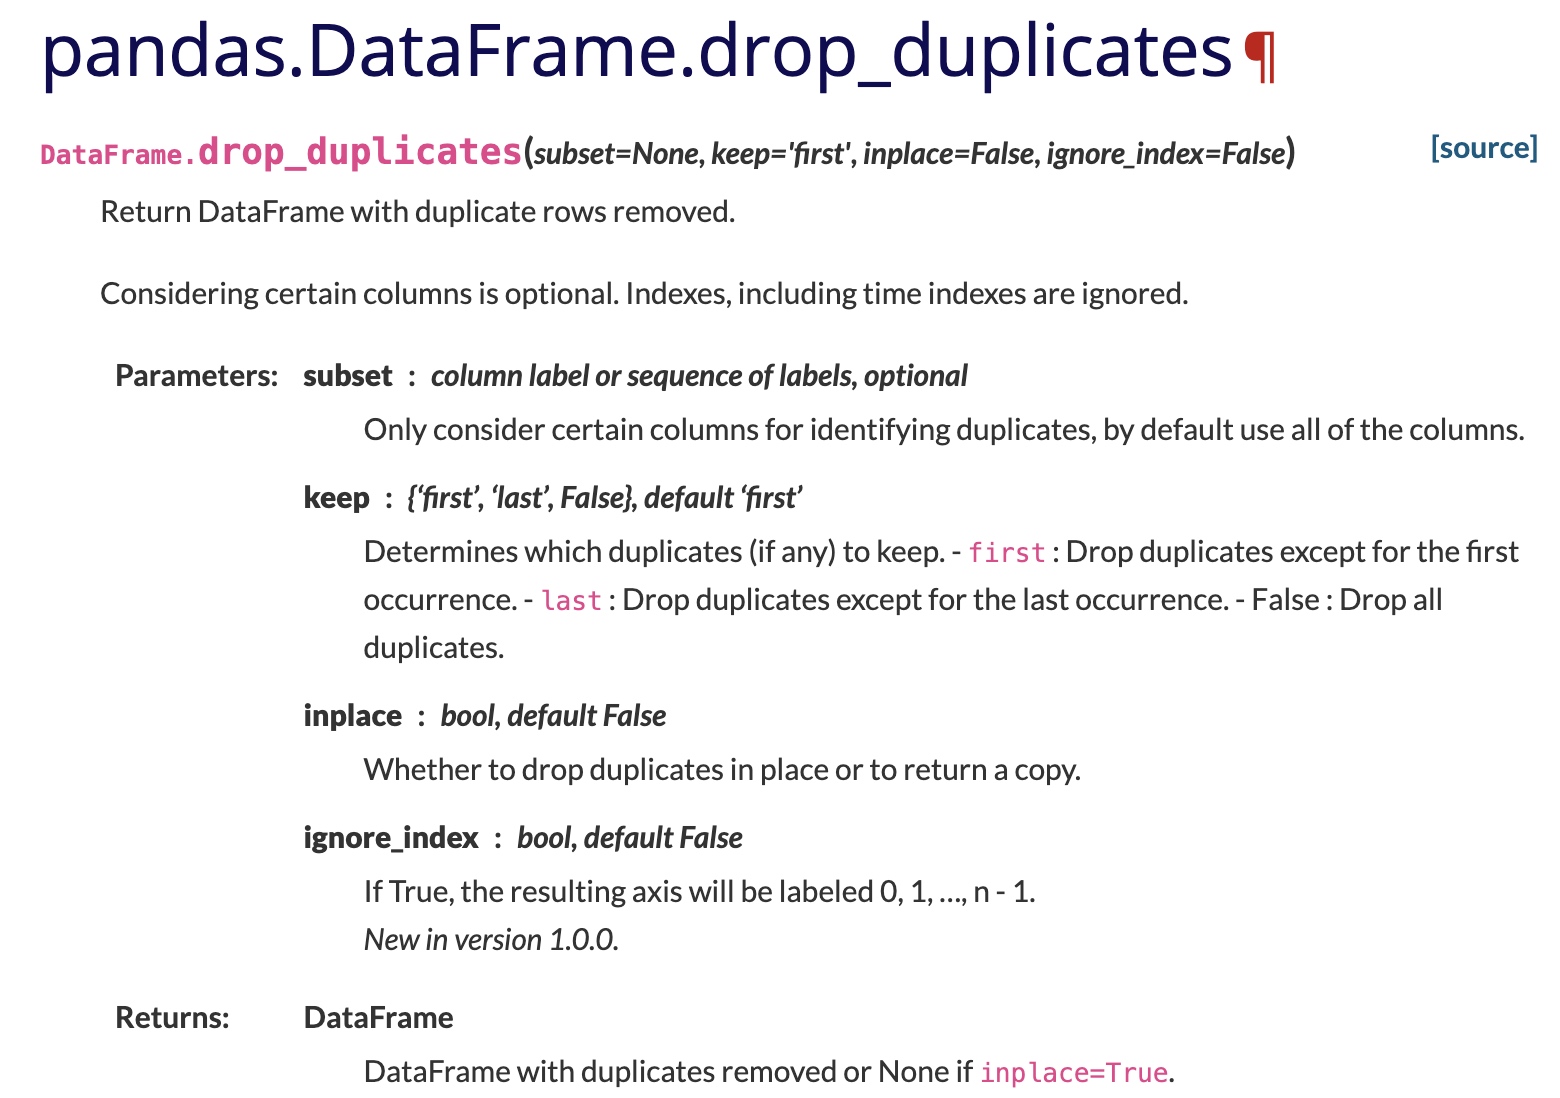 pandas.DataFrame.drop_duplicates¶
DataFrame.drop_duplicates(subset=None, keep='first', inplace=False, ignore_index=False) [source]
Return DataFrame with duplicate rows removed.
Considering certain columns is optional. Indexes, including time indexes are ignored.
Parameters: subset : column label or sequence of labels, optional
Only consider certain columns for identifying duplicates, by default use all of the columns.
keep : {‘first’, ‘last’, False}, default ‘first’
Determines which duplicates (if any) to keep. - first : Drop duplicates except for the first
occurrence. - last : Drop duplicates except for the last occurrence. - False : Drop all
duplicates.
inplace : bool, default False
Whether to drop duplicates in place or to return a copy.
ignore_index : bool, default False
If True, the resulting axis will be labeled 0, 1, …, n - 1.
New in version 1.0.0.
Returns: DataFrame
DataFrame with duplicates removed or None if inplace=True.